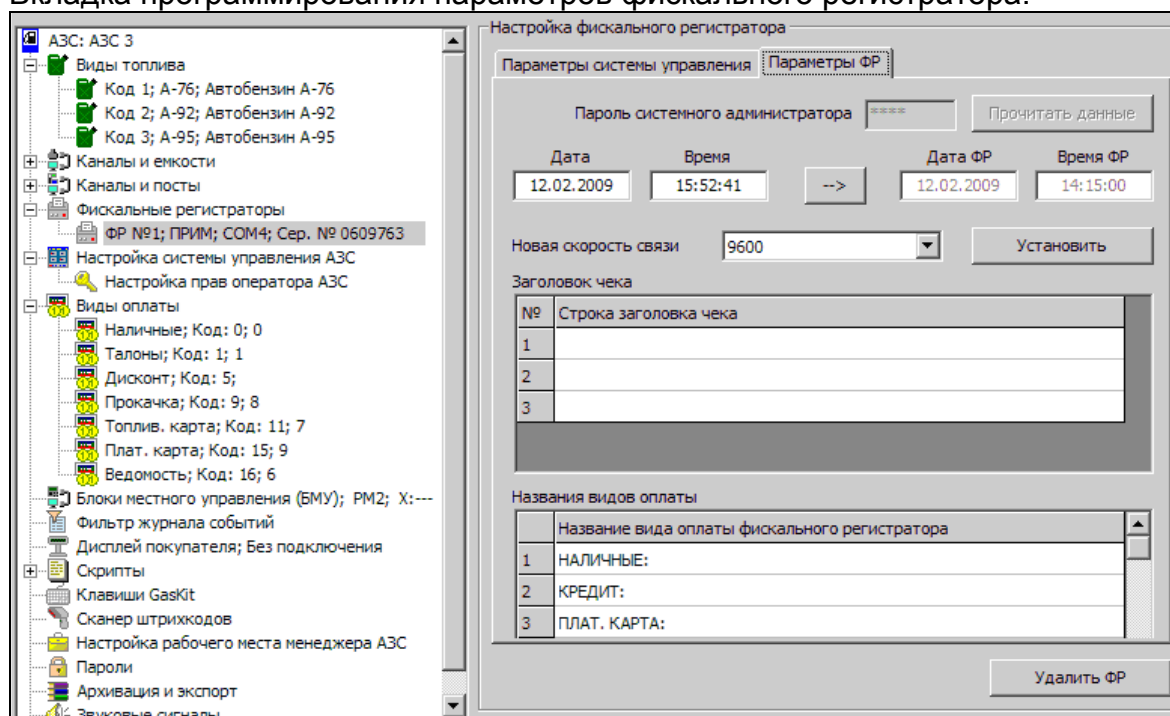 Вкладка программирования параметров фискального регистратора:
АЗС: АЗС 3
Виды топлива
Код 1; А-76; Автобензин А-76
Код 2; А-92; Автобензин А-92
Код 3; А-95; Автобензин А-95
Каналы и емкости
Каналы и посты
Фискальные регистраторы
ФР №1; ПРИМ; COM4; Сер. № 0609763
Настройка системы управления АЗС
Настройка прав оператора АЗС
Виды оплаты
Наличные; Код: 0; 0
Талоны; Код: 1; 1
Дисконт; Код: 5;
Прокачка; Код: 9; 8
Топлив. карта; Код: 11; 7
Плат. карта; Код: 15; 9
Ведомость; Код: 16; 6
Блоки местного управления (БМУ); PM2; X:---
Фильтр журнала событий
Дисплей покупателя; Без подключения
Скрипты
Клавиши GasKit
Сканер штрихкодов
Настройка рабочего места менеджера АЗС
Пароли
Архивация и экспорт
Звуковые сигналы
Настройка фискального регистратора
Параметры системы управления Параметры ФР
Пароль системного администратора **** Прочитать данные
Дата Время Дата ФР Время ФР
12.02.2009 15:52:41 --> 12.02.2009 14:15:00
Новая скорость связи 9600 Установить
Заголовок чека
№ Строка заголовка чека
1
2
3
Названия видов оплаты
Название вида оплаты фискального регистратора
1 НАЛИЧНЫЕ:
2 КРЕДИТ:
3 ПЛАТ. КАРТА:
Удалить ФР